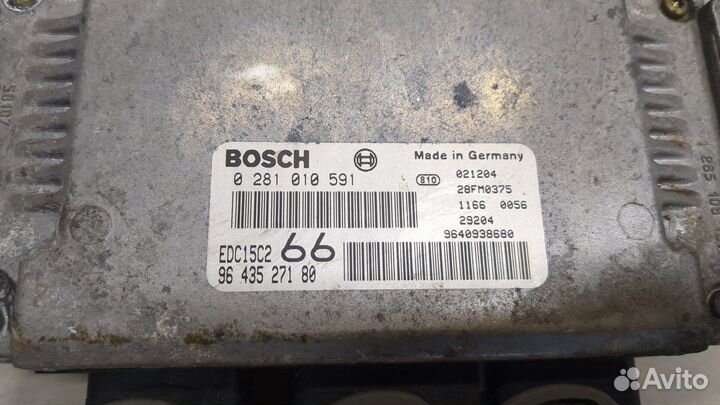 BOSCH
Made in Germany
0 281 010 591
810
021204
28FM0375
1166 0056
29204
9640938680
EDC15C2
66
96 435 271 80
50107
Avito